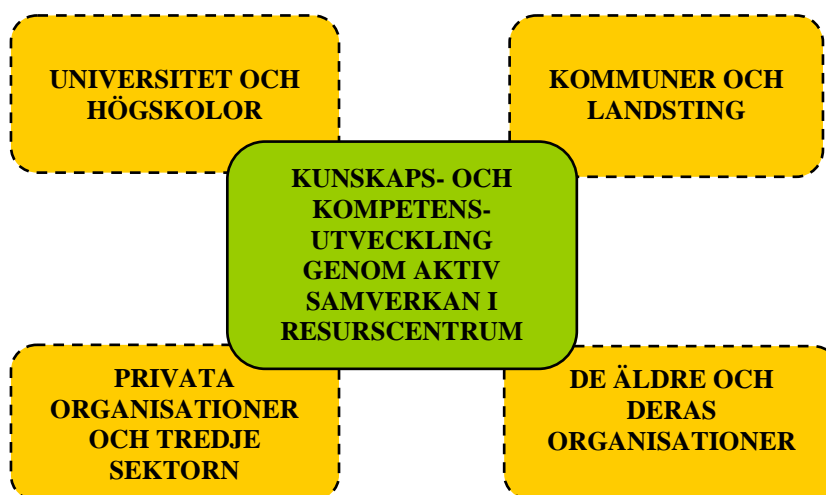 UNIVERSITET OCH
HÖGSKOLOR
KOMMUNER OCH
LANDSTING
KUNSKAPS- OCH
KOMPETENS-
UTVECKLING
GENOM AKTIV
SAMVERKAN I
RESURSCENTRUM
PRIVATA
ORGANISATIONER
OCH TREDJE
SEKTORN
DE ÄLDRE OCH
DERAS
ORGANISATIONER